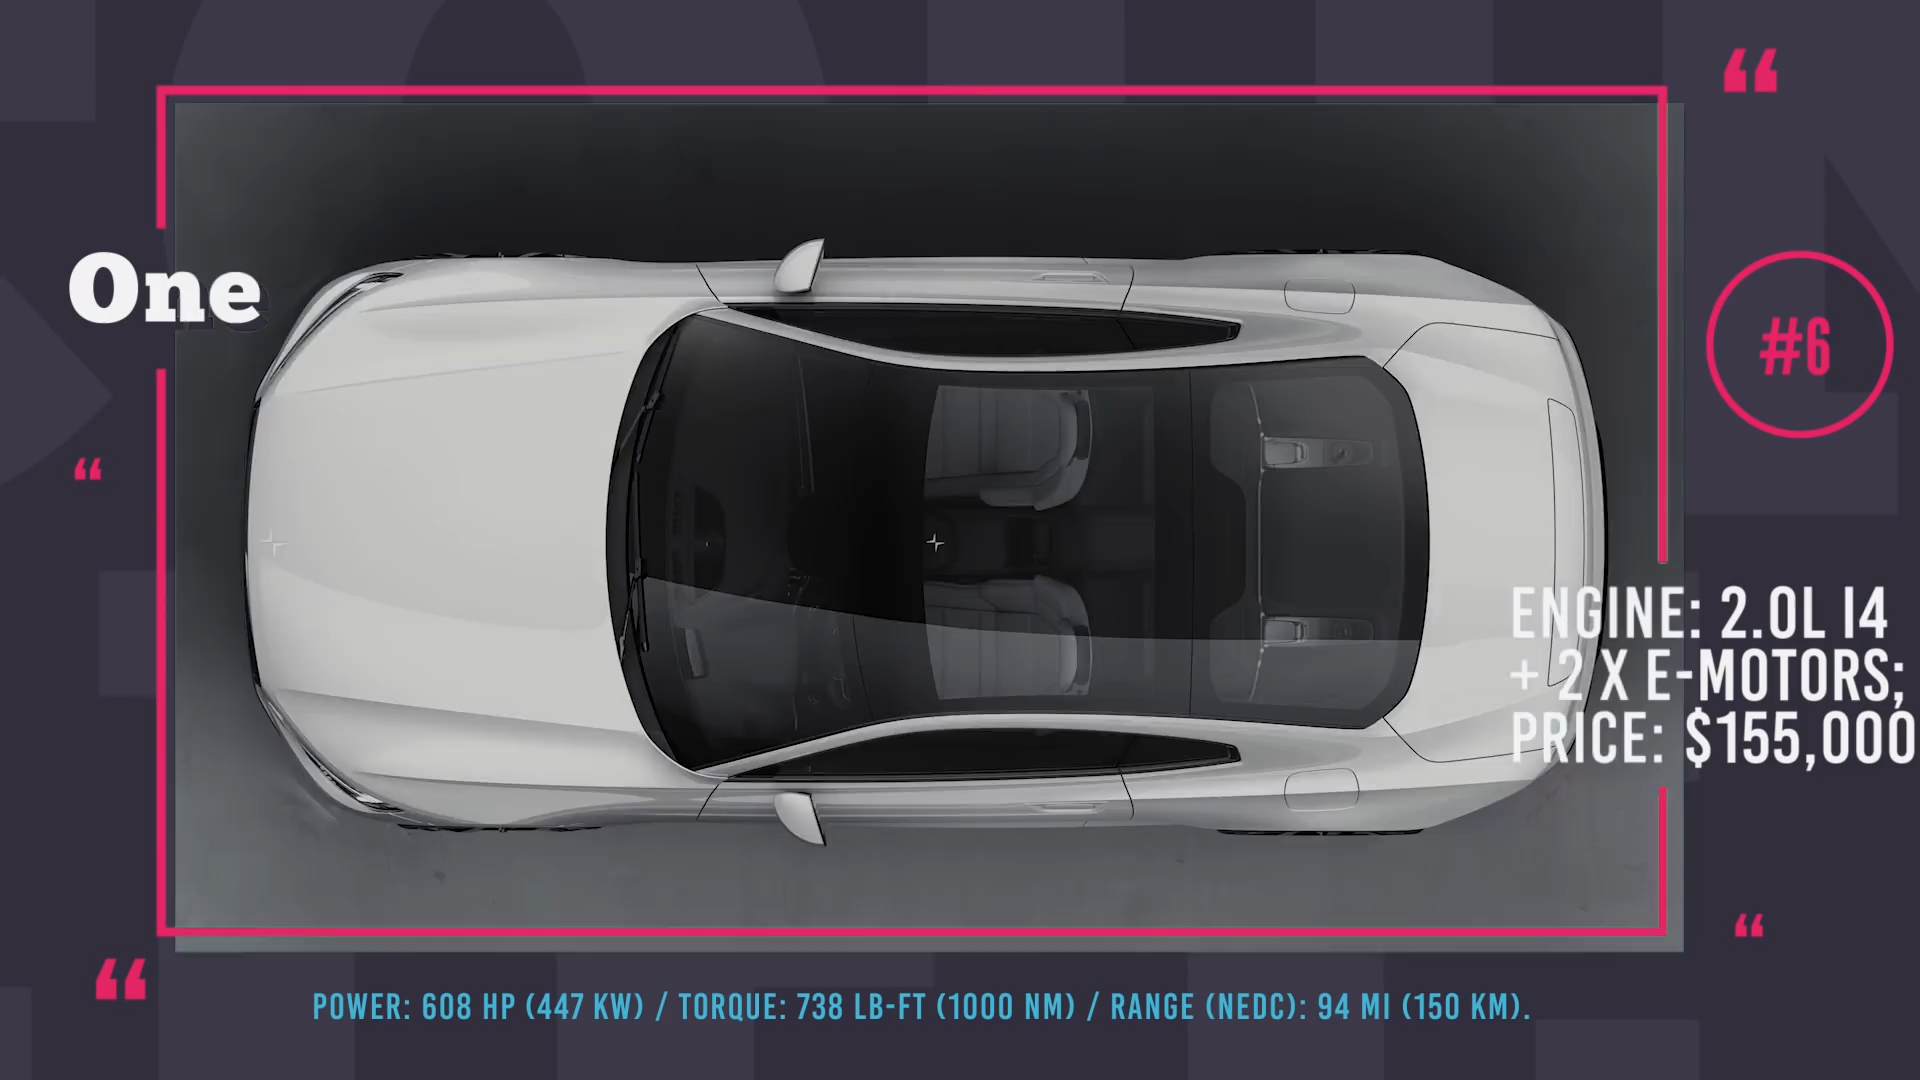 One
#6
ENGINE: 2.0L I4
+ 2 X E-MOTORS;
PRICE: $155,000
POWER: 608 HP (447 KW) / TORQUE: 738 LB-FT (1000 NM) / RANGE (NEDC): 94 MI (150 KM).